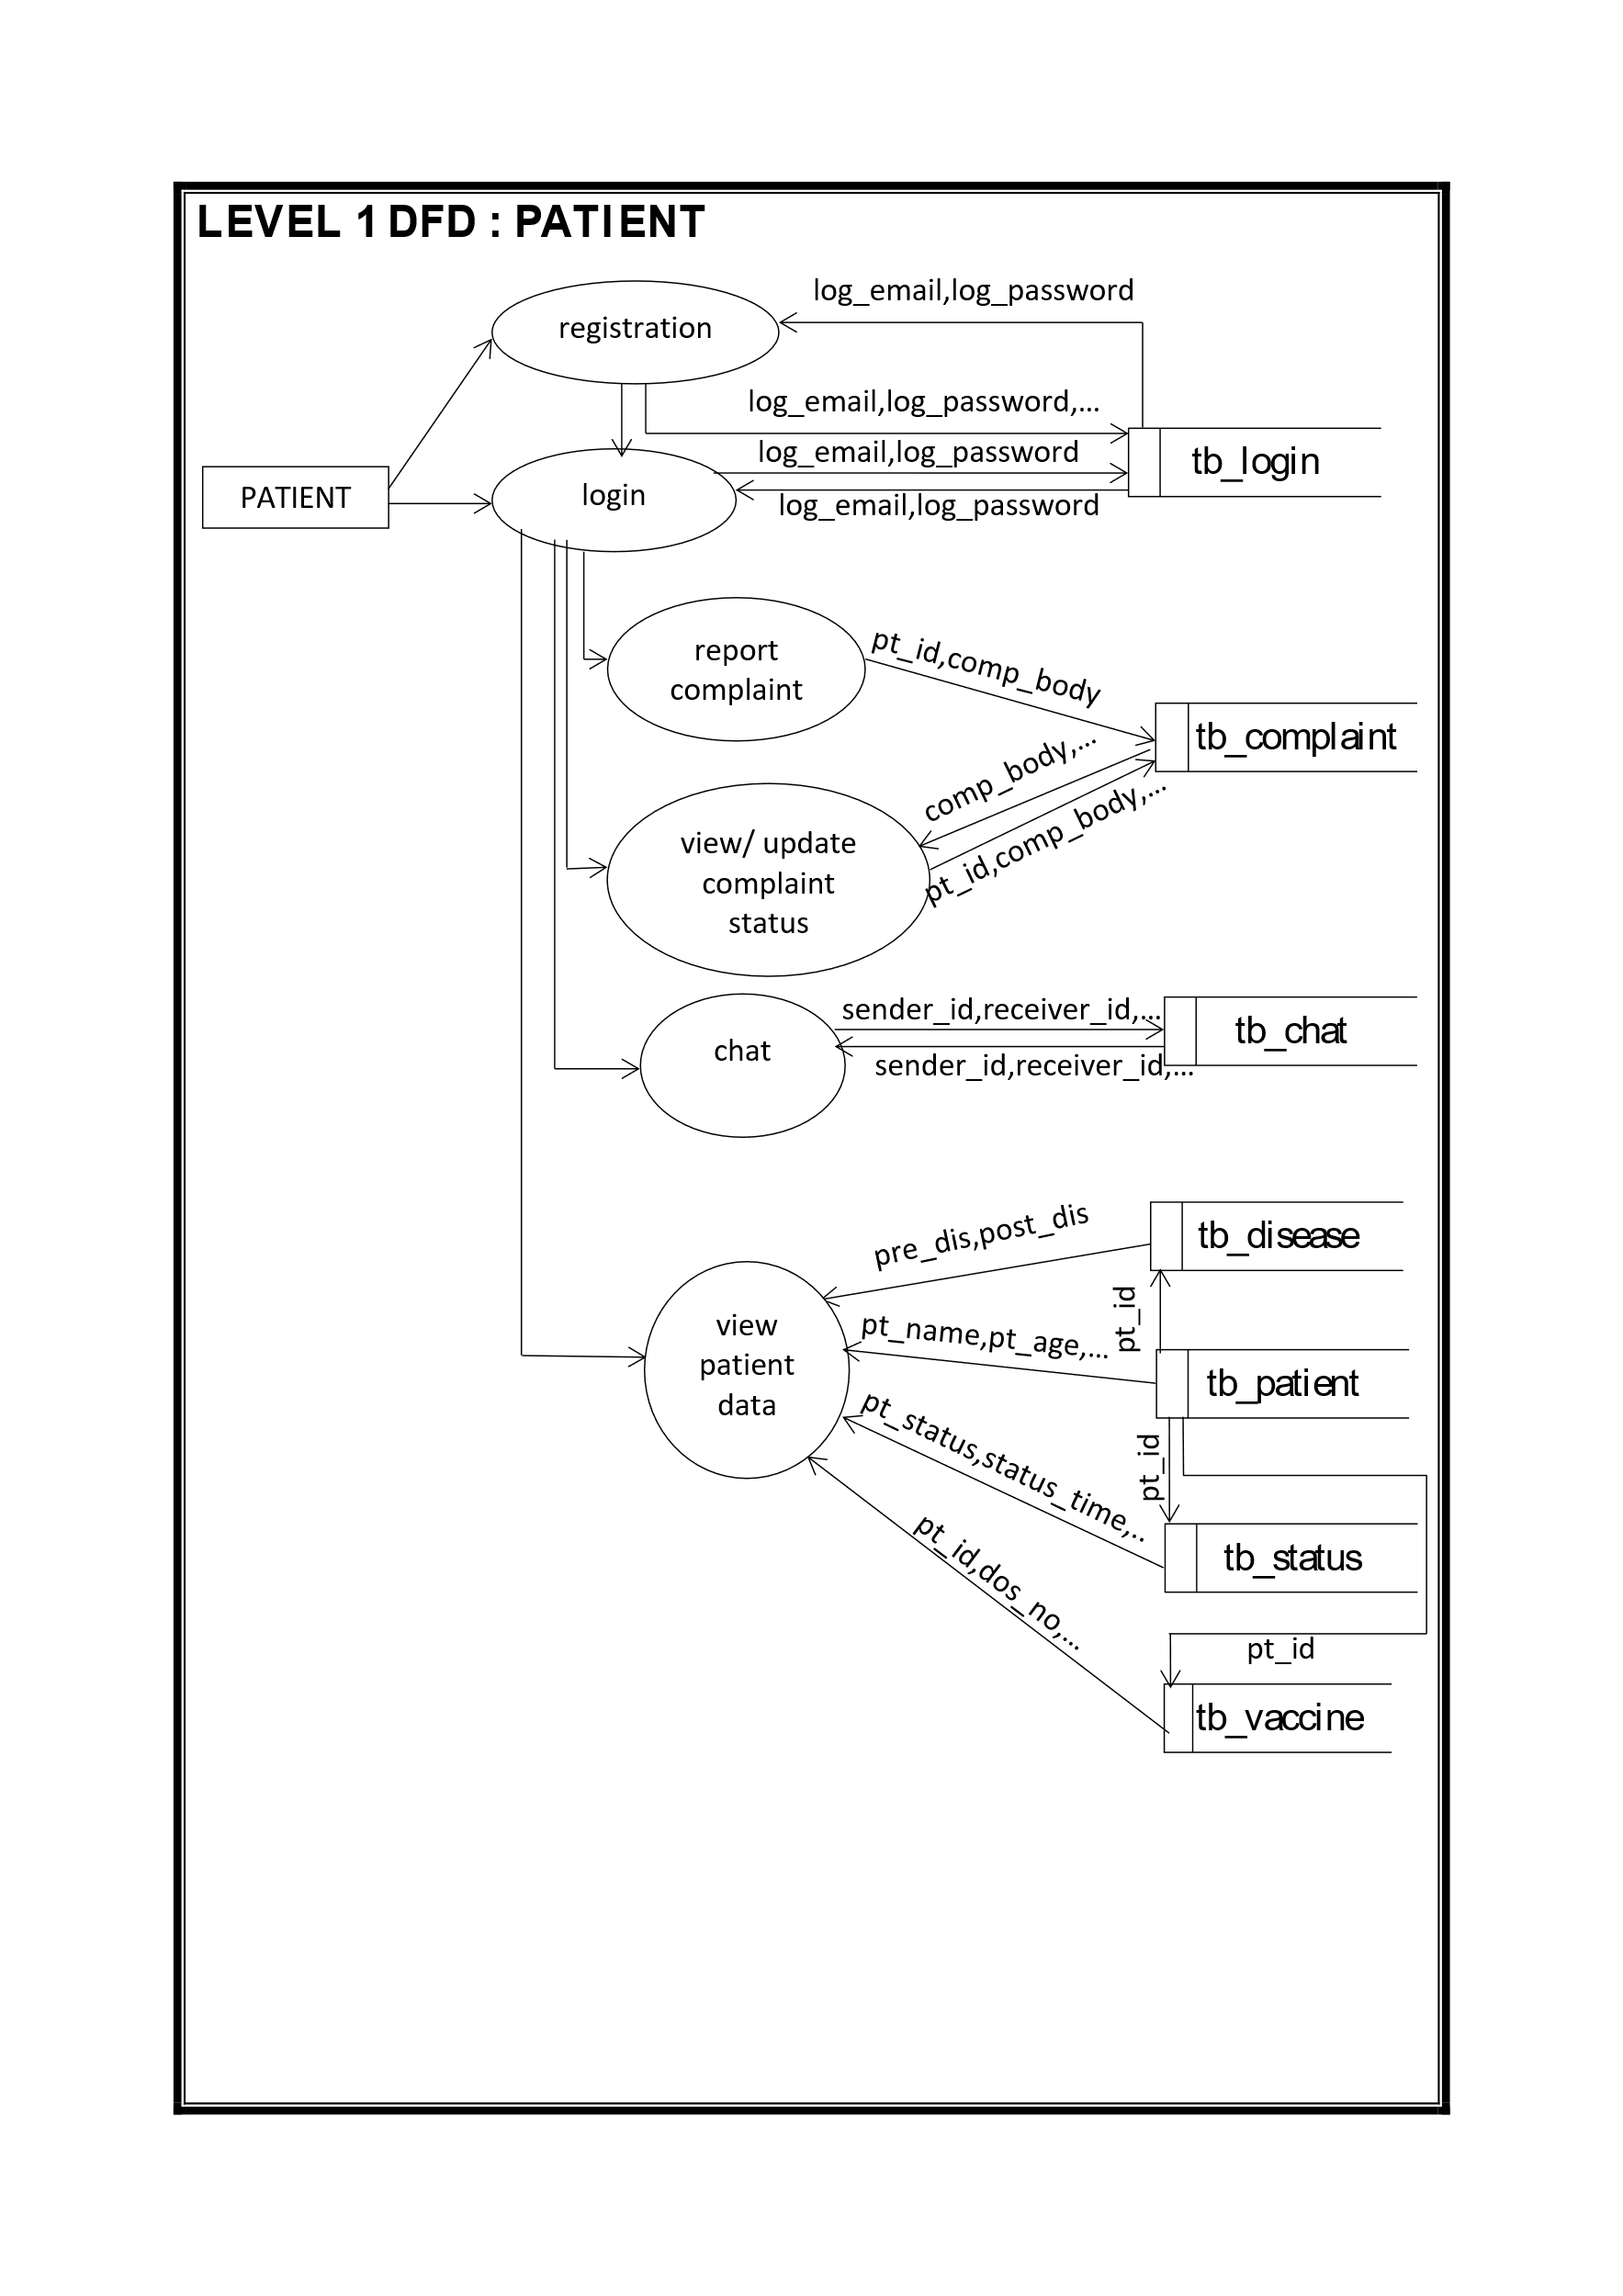 LEVEL 1 DFD : PATIENT
log_email,log_password
registration
log_email,log_password,...
log_email,log_password
tb_login
PATIENT
login
log_email,log_password
report
complaint
pt_id,comp_body
tb_complaint
comp_body,...
pt_id,comp_body,...
view/ update
complaint
status
sender_id,receiver_id,...
chat
tb_chat
sender_id,receiver_id,...
pre_dis,post_dis
tb_disease
pt_id
view
patient
data
pt_name,pt_age,...
tb_patient
pt_status,status_time,..
pt_id
tb_status
pt_id,dos_no,...
pt_id
tb_vaccine